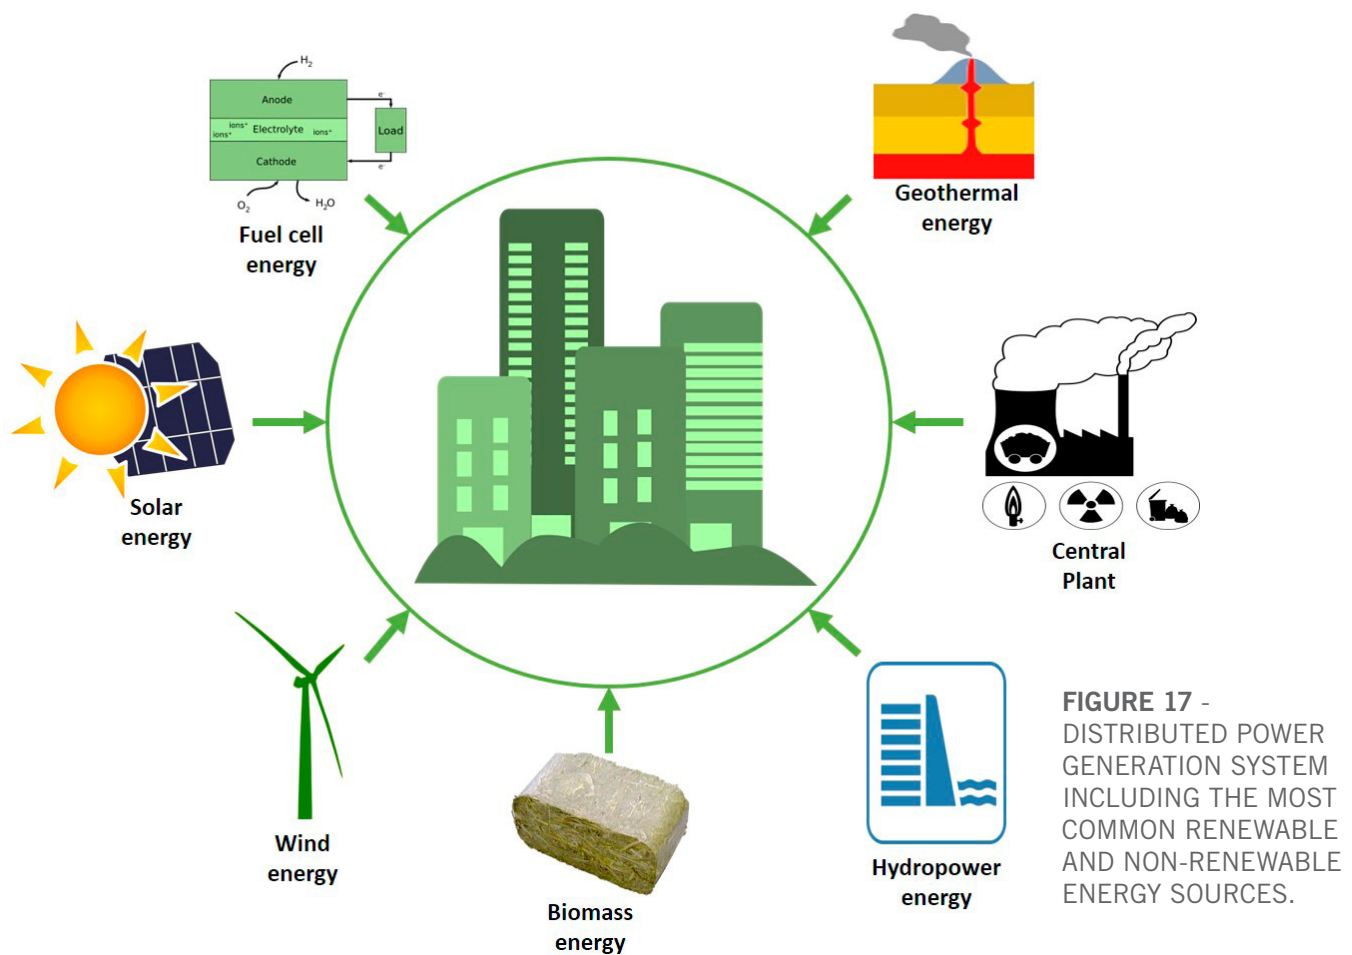 H₂
Anode
e⁻
ions⁺
ions⁺
Electrolyte
ions⁺
Load
Cathode
e⁻
O₂
H₂O
Fuel cell
energy
Geothermal
energy
Solar
energy
Central
Plant
Wind
energy
Biomass
energy
Hydropower
energy
FIGURE 17 -
DISTRIBUTED POWER
GENERATION SYSTEM
INCLUDING THE MOST
COMMON RENEWABLE
AND NON-RENEWABLE
ENERGY SOURCES.